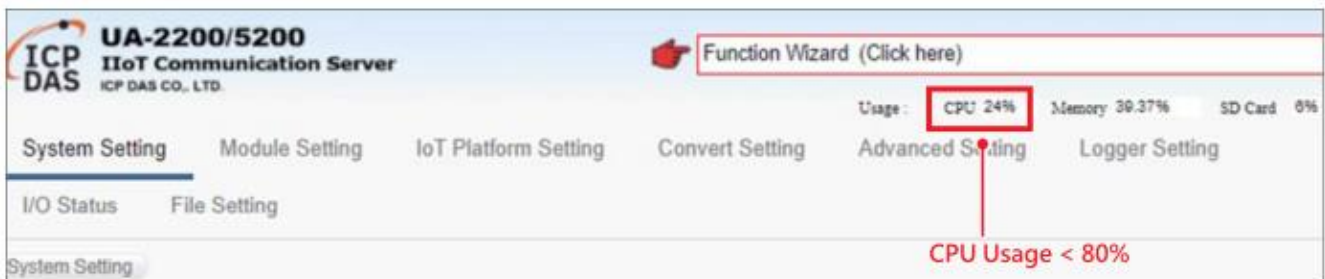 ICP DAS
UA-2200/5200
IIoT Communication Server
ICP DAS CO., LTD.
Function Wizard (Click here)
Usage : CPU 24% Memory 39.37% SD Card 6%
System Setting Module Setting IoT Platform Setting Convert Setting Advanced Setting Logger Setting
I/O Status File Setting
CPU Usage < 80%
System Setting